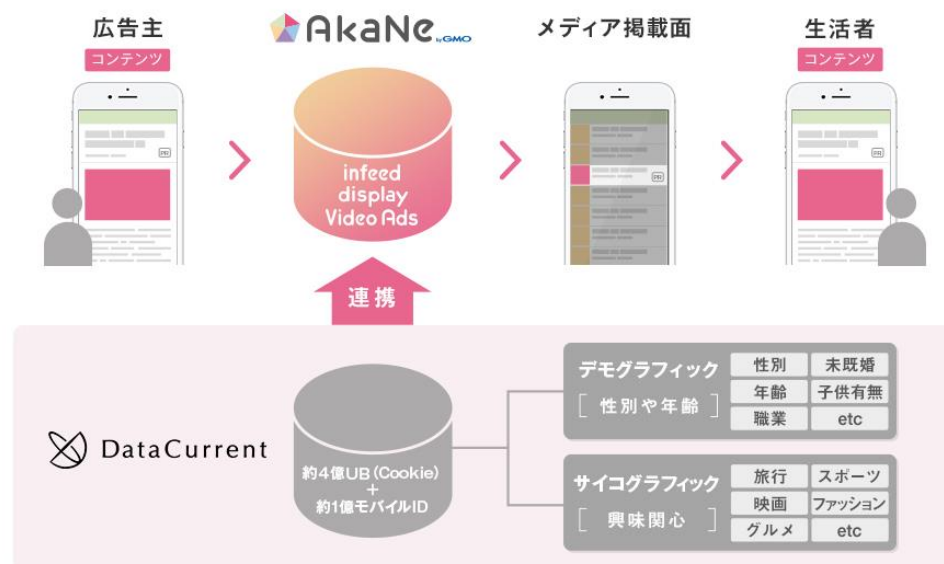 広告主
コンテンツ
PR
AkaNe by GMO
infeed
display
Video Ads
メディア掲載面
PR
生活者
コンテンツ
PR
連携
DataCurrent
約4億UB(Cookie)
+
約1億モバイルID
デモグラフィック
[ 性別や年齢 ]
性別 未既婚
年齢 子供有無
職業 etc
サイコグラフィック
[ 興味関心 ]
旅行 スポーツ
映画 ファッション
グルメ etc